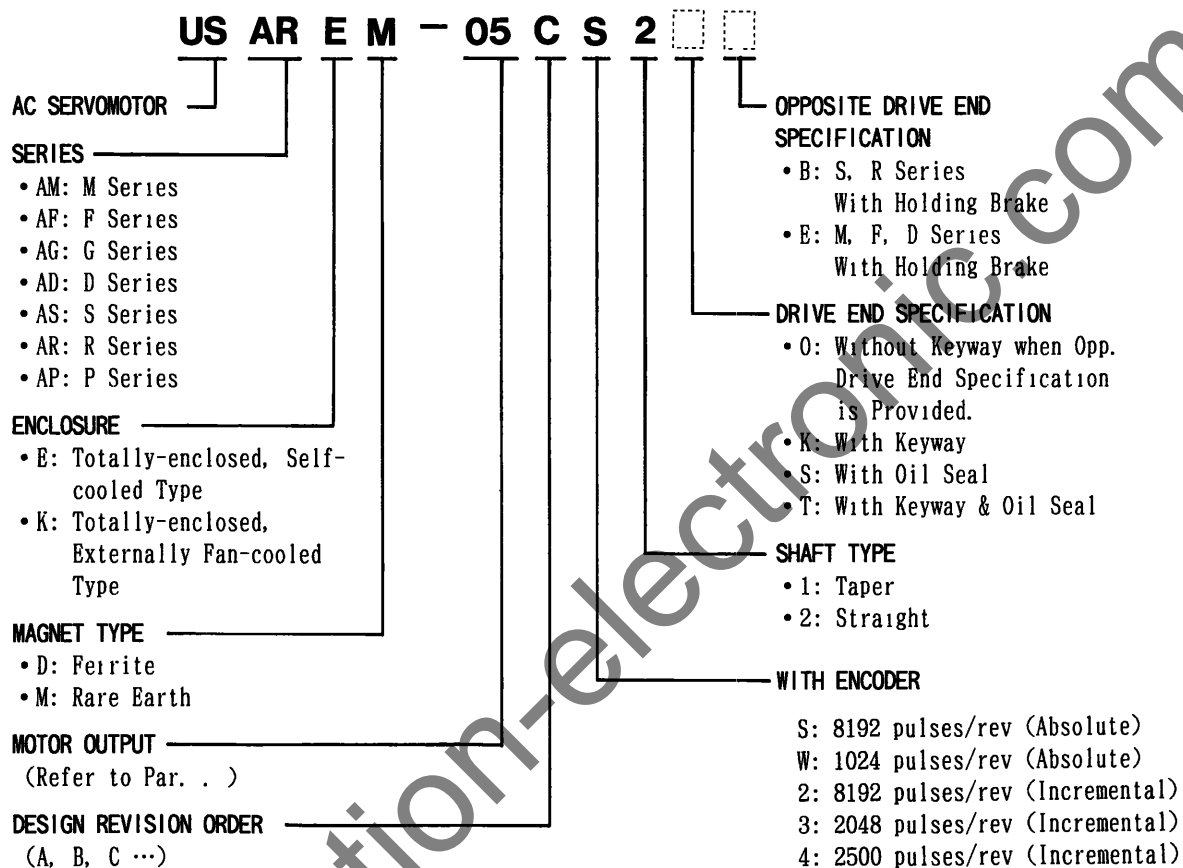 US AR E M - 05 C S 2
AC SERVOMOTOR
SERIES
• AM: M Series
• AF: F Series
• AG: G Series
• AD: D Series
• AS: S Series
• AR: R Series
• AP: P Series
ENCLOSURE
• E: Totally-enclosed, Self-
cooled Type
• K: Totally-enclosed,
Externally Fan-cooled
Type
MAGNET TYPE
• D: Ferrite
• M: Rare Earth
MOTOR OUTPUT
(Refer to Par. . )
DESIGN REVISION ORDER
(A, B, C ⋯)
OPPOSITE DRIVE END
SPECIFICATION
• B: S, R Series
With Holding Brake
• E: M, F, D Series
With Holding Brake
DRIVE END SPECIFICATION
• O: Without Keyway when Opp.
Drive End Specification
is Provided.
• K: With Keyway
• S: With Oil Seal
• T: With Keyway & Oil Seal
SHAFT TYPE
• 1: Taper
• 2: Straight
WITH ENCODER
S: 8192 pulses/rev (Absolute)
W: 1024 pulses/rev (Absolute)
2: 8192 pulses/rev (Incremental)
3: 2048 pulses/rev (Incremental)
4: 2500 pulses/rev (Incremental)
tion-electronic.com